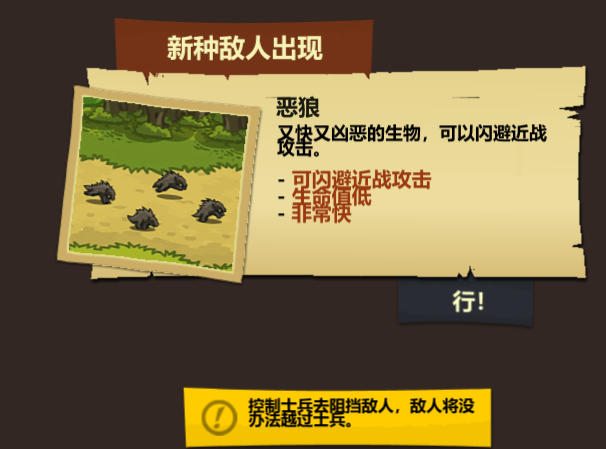 新种敌人出现
恶狼
又快又凶恶的生物，可以闪避近战
攻击。
- 可闪避近战攻击
- 生命值低
- 非常快
行！
控制士兵去阻挡敌人，敌人将没
办法越过士兵。